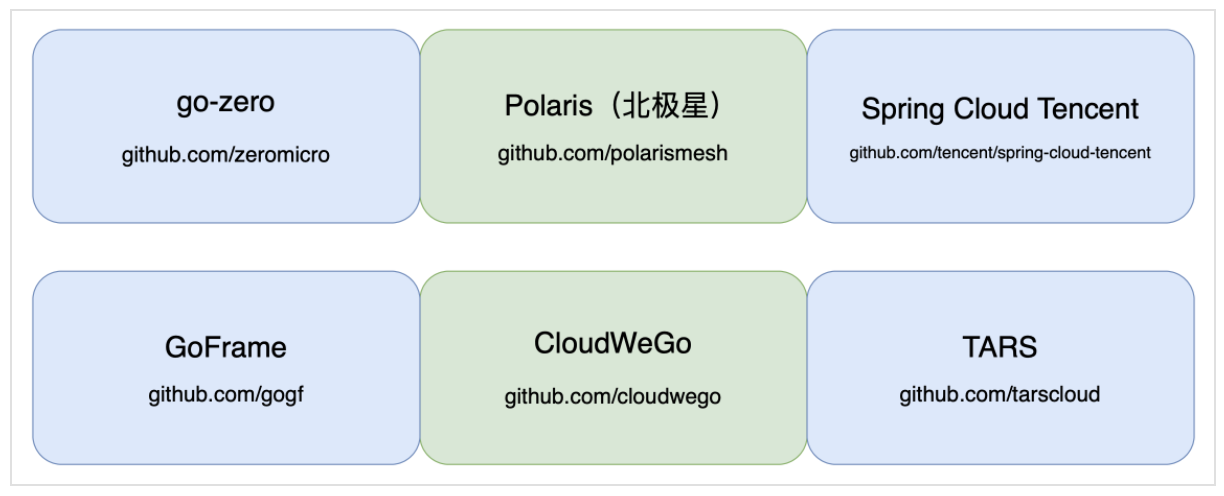 go-zero
github.com/zeromicro
Polaris（北极星）
github.com/polarismesh
Spring Cloud Tencent
github.com/tencent/spring-cloud-tencent
GoFrame
github.com/gogf
CloudWeGo
github.com/cloudwego
TARS
github.com/tarscloud